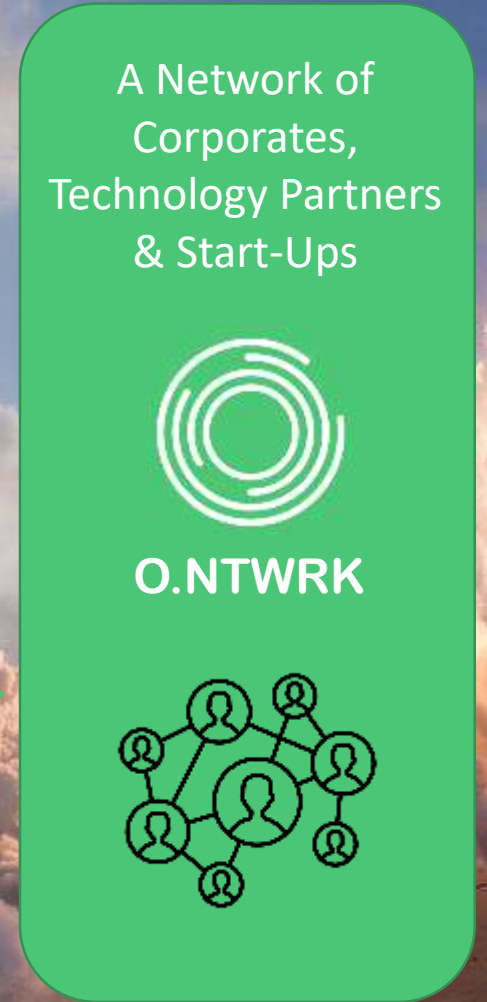 A Network of
Corporates,
Technology Partners
& Start-Ups
O.NTWRK